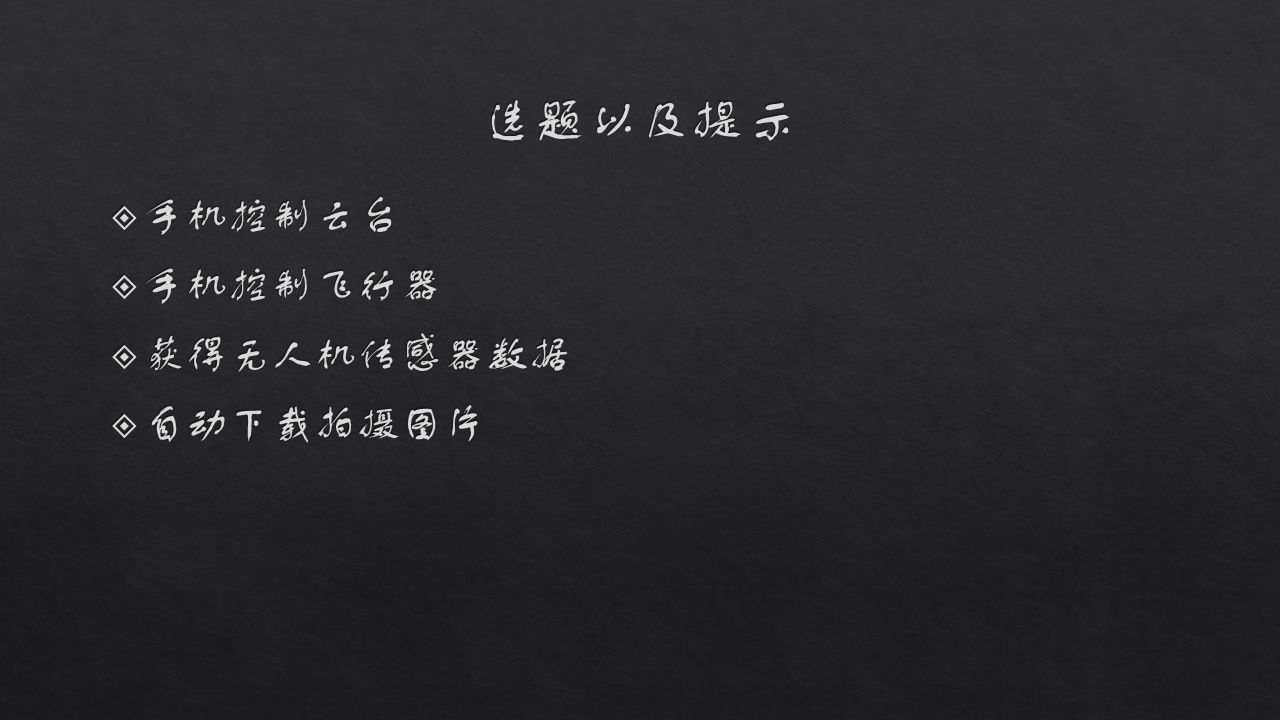 选题以及提示
手机控制云台
手机控制飞行器
获得无人机传感器数据
自动下载拍摄图片